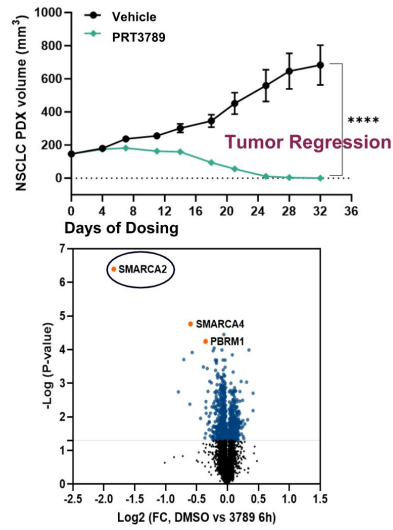 Vehicle
PRT3789
NSCLC PDX volume (mm³)
1000
800
600
400
200
0
****
Tumor Regression
0 4 8 12 16 20 24 28 32 36
Days of Dosing
-Log (P-value)
7
6
5
4
3
2
1
0
SMARCA2
SMARCA4
PBRM1
-2.5 -2.0 -1.5 -1.0 -0.5 0.0 0.5 1.0 1.5
Log2 (FC, DMSO vs 3789 6h)